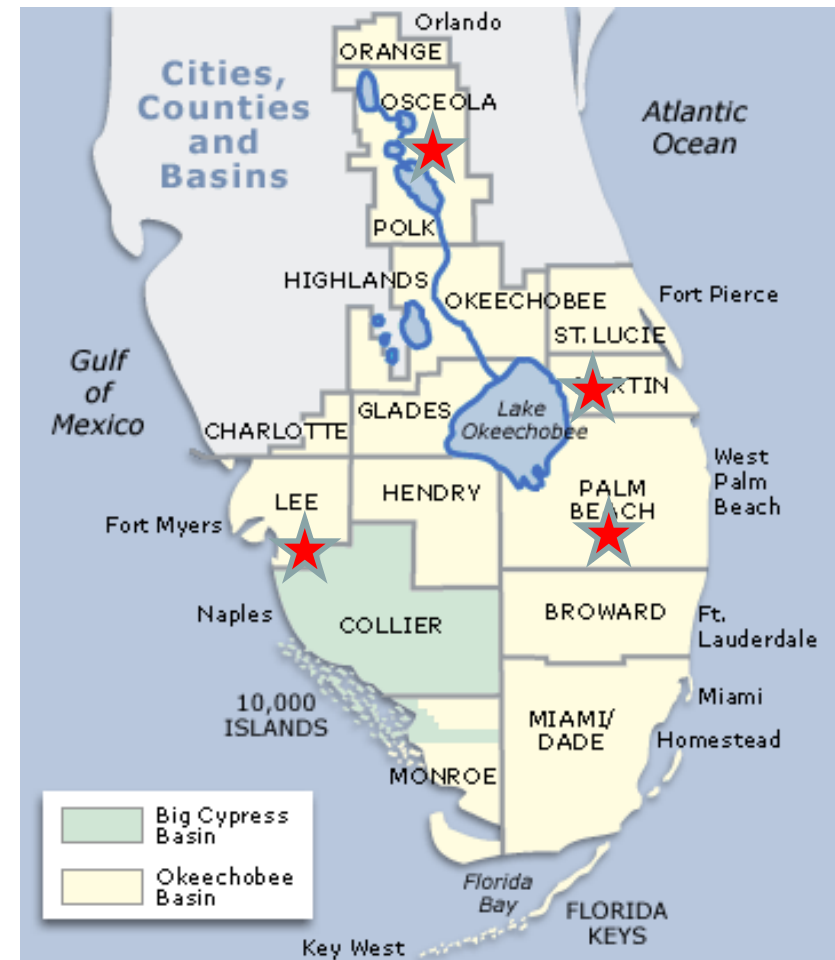 Orlando
ORANGE
Cities,
Counties
and
Basins
OSCEOLA
Atlantic
Ocean
POLK
HIGHLANDS
OKEECHOBEE
Fort Pierce
ST. LUCIE
Gulf
of
Mexico
RTIN
GLADES
Lake
Okeechobee
CHARLOTTE
West
Palm
Beach
LEE
HENDRY
PALM
BEACH
Fort Myers
Naples
COLLIER
BROWARD
Ft.
Lauderdale
10,000
ISLANDS
Miami
MIAMI/
DADE
Homestead
MONROE
Big Cypress
Basin
Okeechobee
Basin
Florida
Bay
FLORIDA
KEYS
Key West